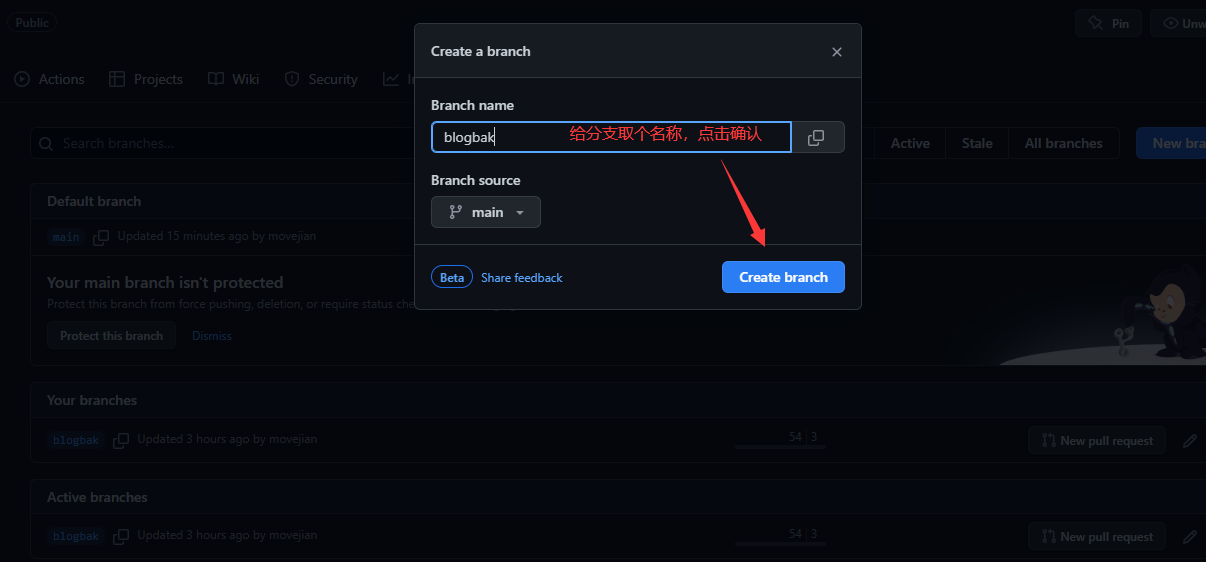 Public
Pin
Unw
Actions
Projects
Wiki
Security
Create a branch
Branch name
blogbak
给分支取个名称，点击确认
Branch source
main
Beta
Share feedback
Create branch
Search branches...
Active
Stale
All branches
New bra
Default branch
main
Updated 15 minutes ago by movejian
Your main branch isn't protected
Protect this branch from force pushing, deletion, or require status che
Protect this branch
Dismiss
Your branches
blogbak
Updated 3 hours ago by movejian
54 | 3
New pull request
Active branches
blogbak
Updated 3 hours ago by movejian
54 | 3
New pull request